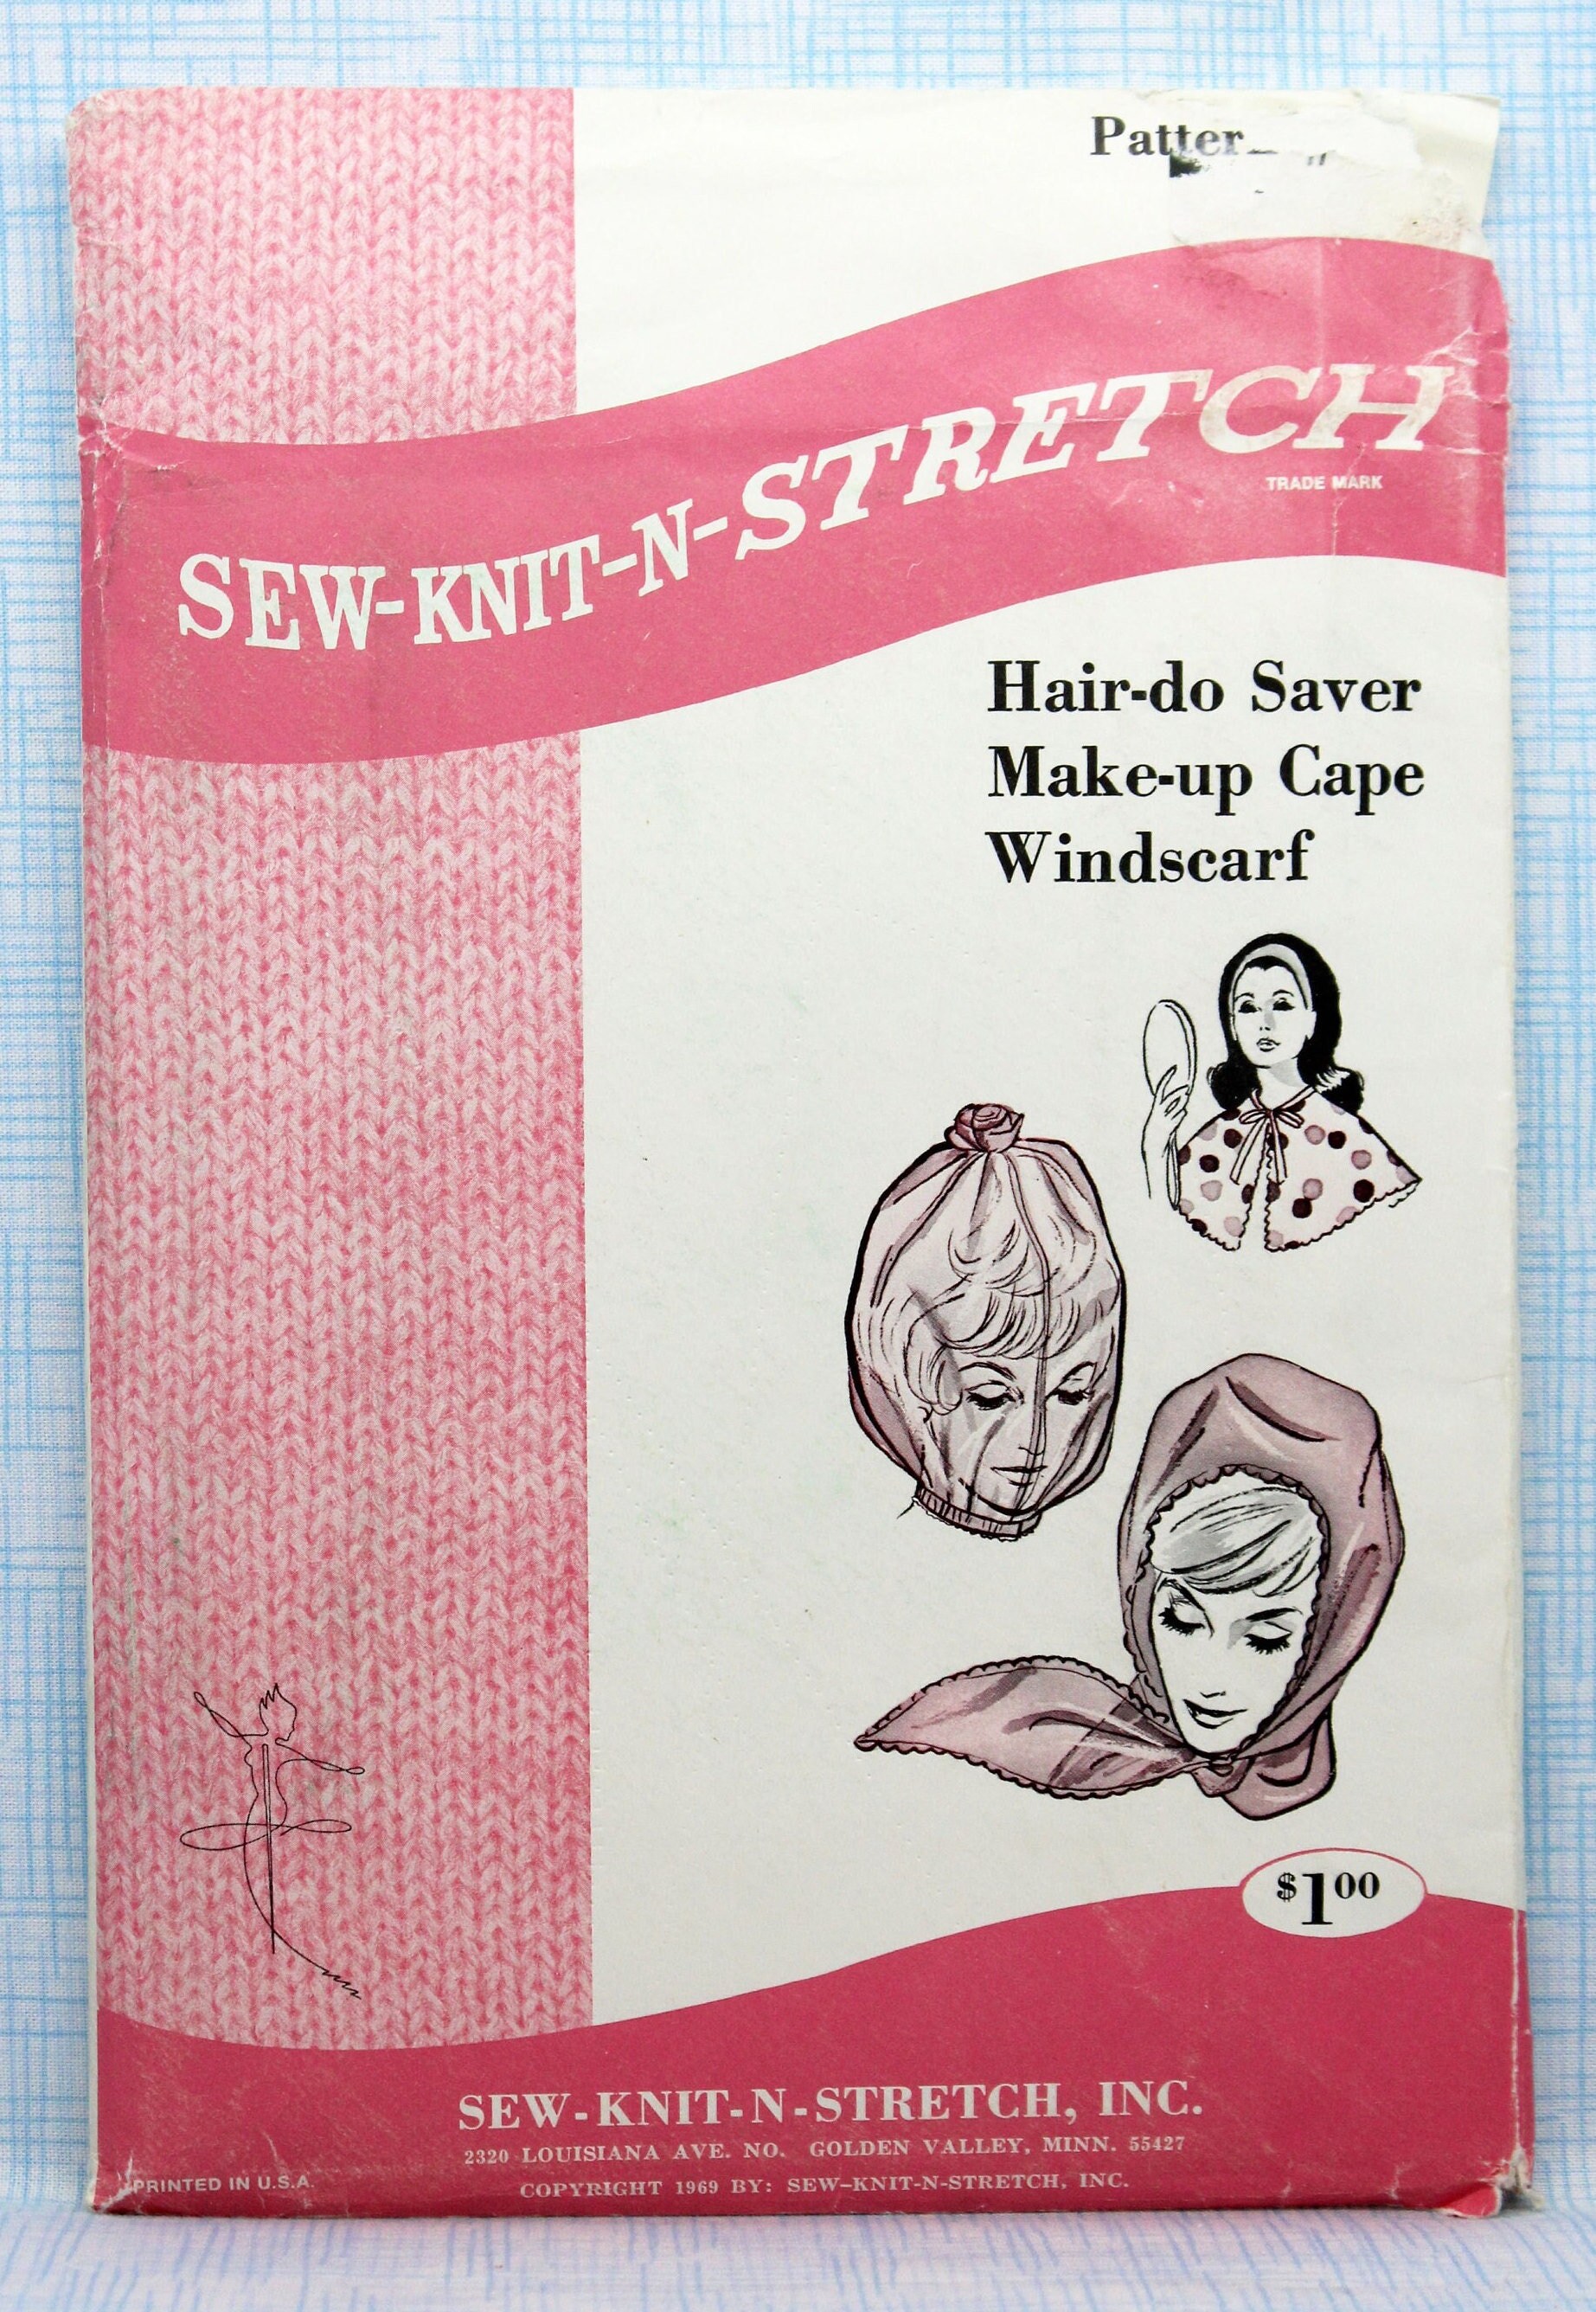 SEW-KNIT-N-STRETCH
TRADE MARK
Hair-do Saver
Make-up Cape
Windscarf
$1.00
SEW-KNIT-N-STRETCH, INC.
2320 LOUISIANA AVE. NO. GOLDEN VALLEY, MINN. 55427
PRINTED IN U.S.A.
COPYRIGHT 1969 BY: SEW-KNIT-N-STRETCH, INC.